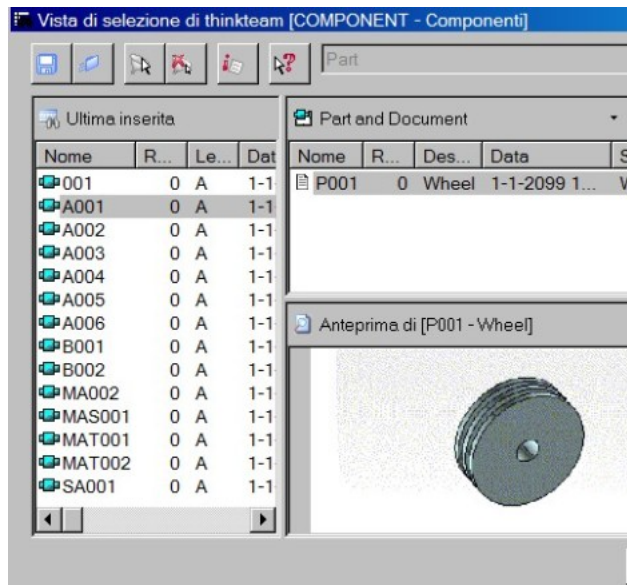 Vista di selezione di thinkteam [COMPONENT - Componenti]
Part
Ultima inserita
Nome R... Le... Dat
001 0 A 1-1-
A001 0 A 1-1-
A002 0 A 1-1-
A003 0 A 1-1-
A004 0 A 1-1-
A005 0 A 1-1-
A006 0 A 1-1-
B001 0 A 1-1-
B002 0 A 1-1-
MA002 0 A 1-1-
MAS001 0 A 1-1-
MAT001 0 A 1-1-
MAT002 0 A 1-1-
SA001 0 A 1-1-
Part and Document
Nome R... Des... Data S
P001 0 Wheel 1-1-2099 1...
Anteprima di [P001 - Wheel]